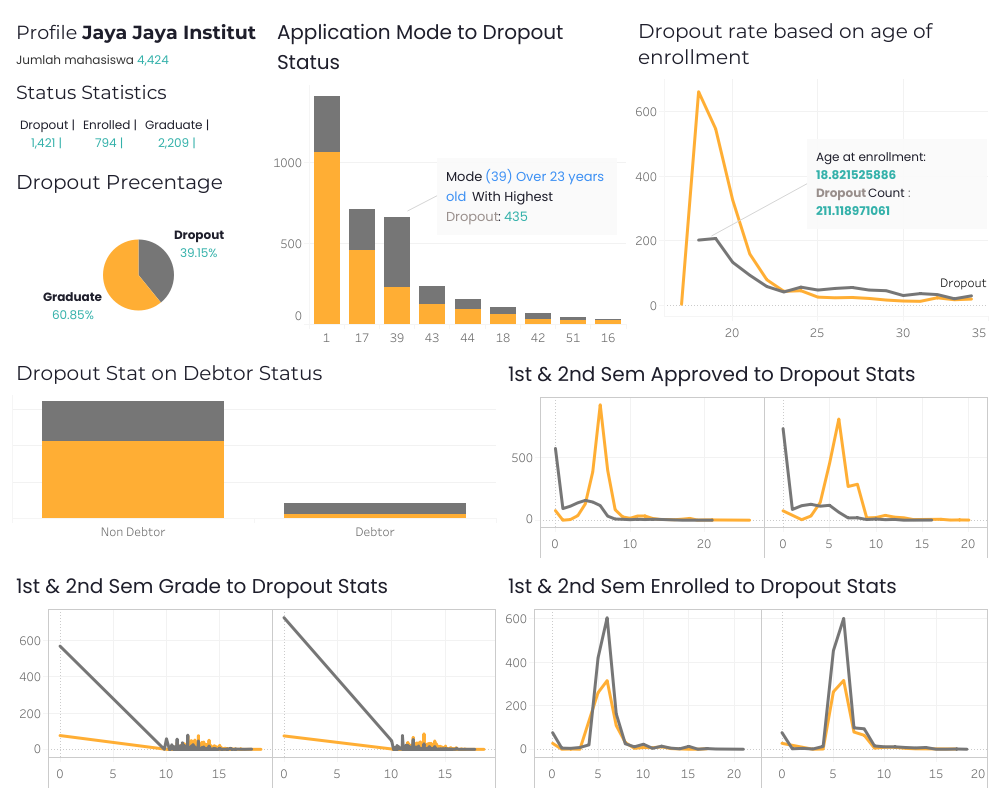 Profile Jaya Jaya Institut
Jumlah mahasiswa 4,424
Status Statistics
Dropout | Enrolled | Graduate |
1,421 | 794 | 2,209 |
Dropout Precentage
Dropout
39.15%
Graduate
60.85%
Application Mode to Dropout
Status
1000
500
0
Mode (39) Over 23 years
old With Highest
Dropout: 435
1 17 39 43 44 18 42 51 16
Dropout rate based on age of
enrollment
600
400
200
0
Age at enrollment:
18.821525886
Dropout Count :
211.118971061
Dropout
20 25 30 35
Dropout Stat on Debtor Status
Non Debtor Debtor
1st & 2nd Sem Approved to Dropout Stats
500
0
0 10 20 0 5 10 15 20
1st & 2nd Sem Grade to Dropout Stats
600
400
200
0
0 5 10 15 0 5 10 15
1st & 2nd Sem Enrolled to Dropout Stats
600
400
200
0
0 5 10 15 20 0 5 10 15 20